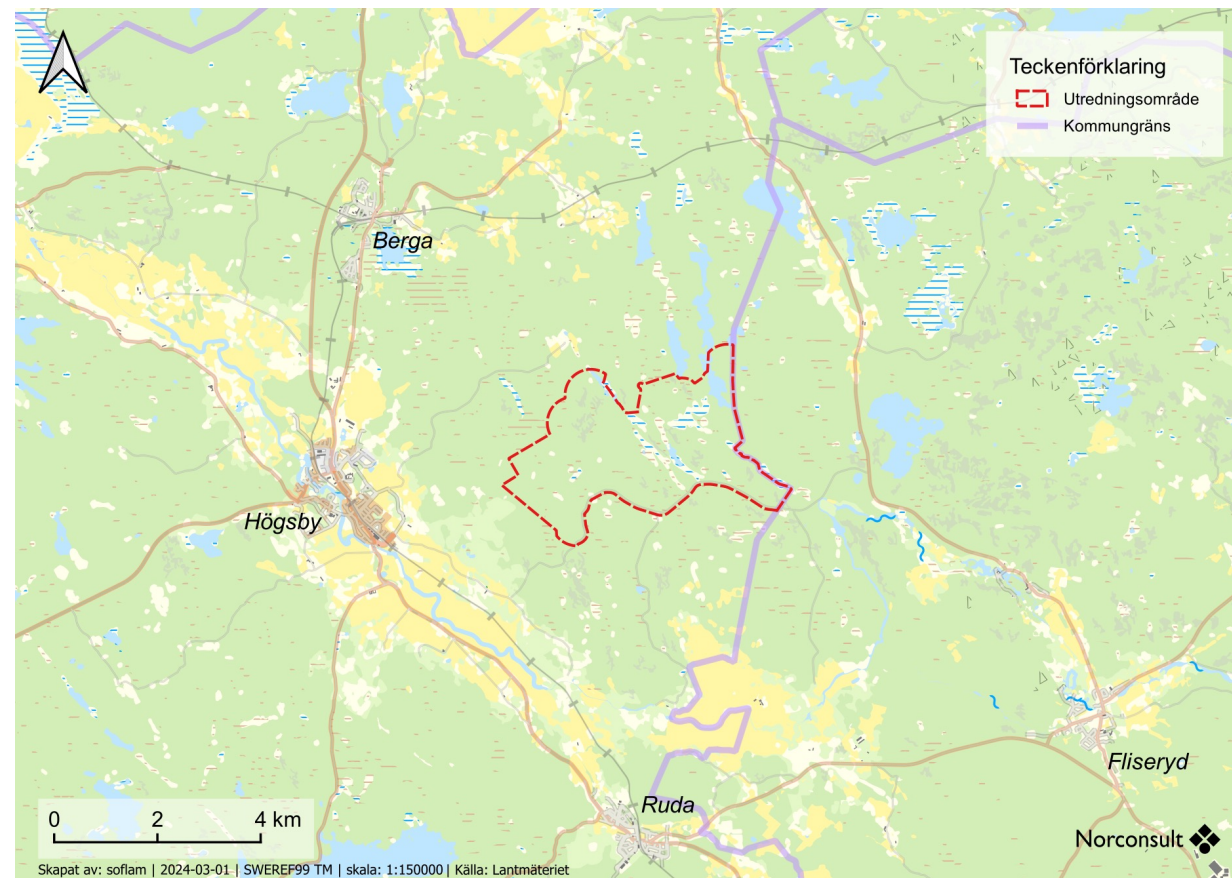 Teckenförklaring
Utredningsområde
Kommungräns
Berga
Högsby
Fliseryd
Ruda
0 2 4 km
Norconsult
Skapat av: soflam | 2024-03-01 | SWEREF99 TM | skala: 1:150000 | Källa: Lantmäteriet